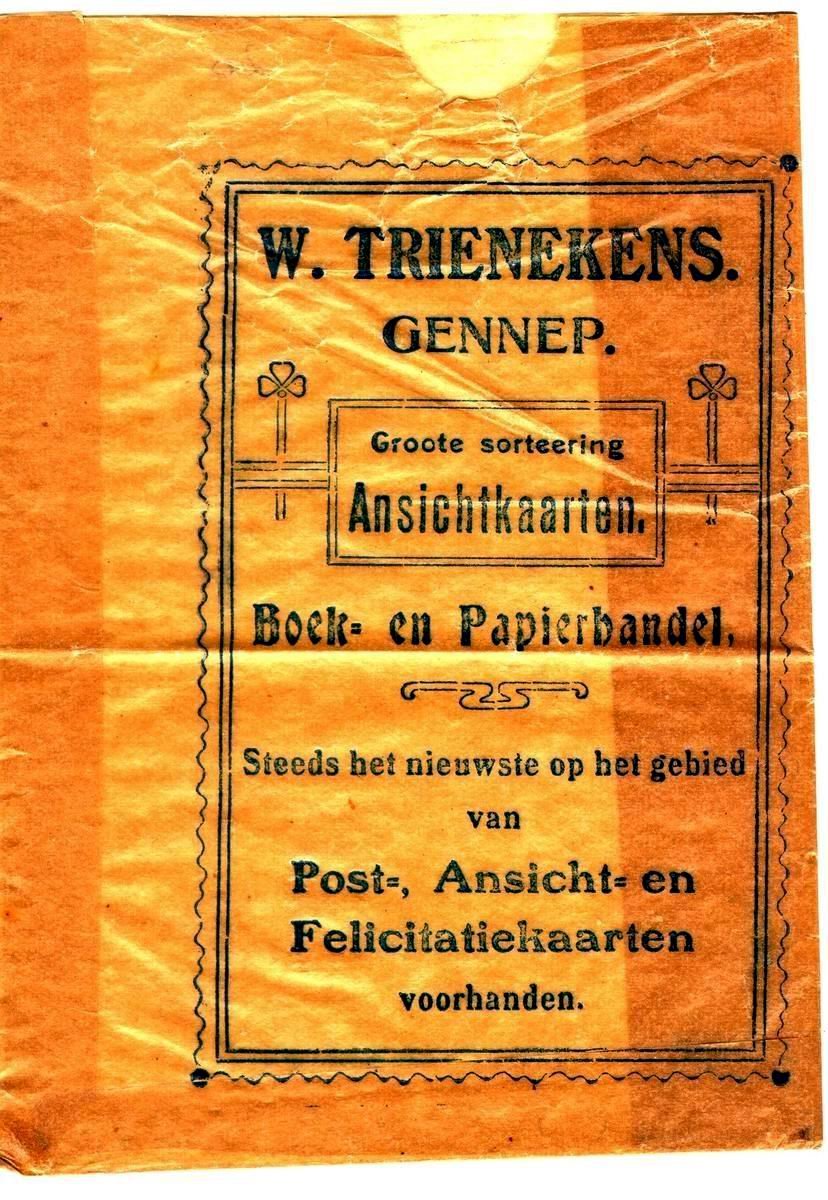 W. TRIENEKENS.
GENNEP.
Groote sorteering
Ansichtkaarten.
Boek- en Papierhandel,
Steeds het nieuwste op het gebied
van
Post-, Ansicht- en
Felicitatiekaarten
voorhanden.